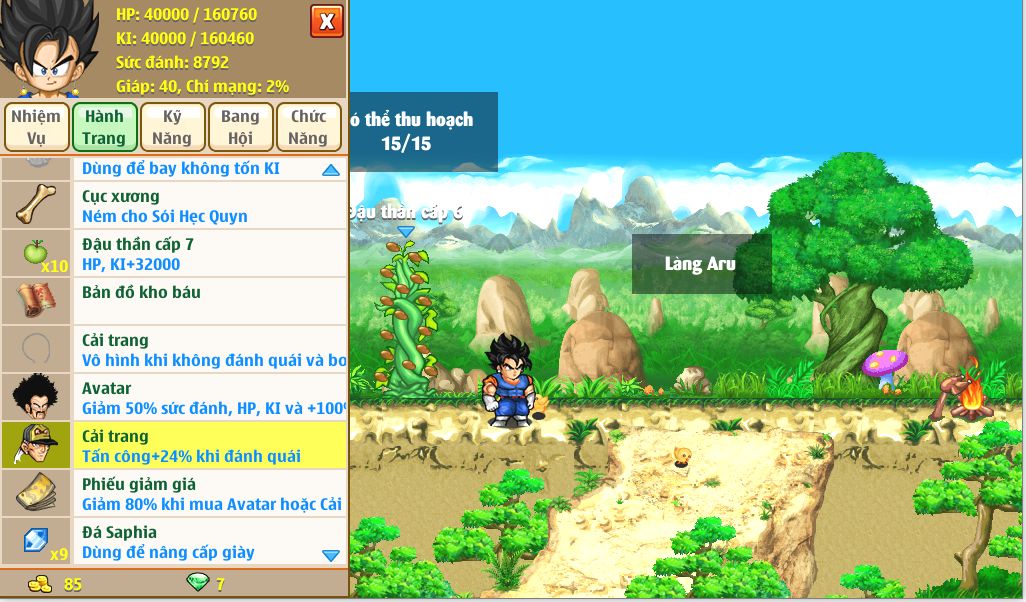 HP: 40000 / 160760
KI: 40000 / 160460
Sức đánh: 8792
Giáp: 40, Chí mạng: 2%
X
Nhiệm Vụ
Hành Trang
Kỹ Năng
Bang Hội
Chức Năng
Dùng để bay không tốn KI
Cục xương
Ném cho Sói Hẹc Quyn
Đậu thần cấp 7
HP, KI+32000
x10
Bản đồ kho báu
Cải trang
Vô hình khi không đánh quái và bo
Avatar
Giảm 50% sức đánh, HP, KI và +100%
Cải trang
Tấn công+24% khi đánh quái
Phiếu giảm giá
Giảm 80% khi mua Avatar hoặc Cải
Đá Saphia
Dùng để nâng cấp giày
x9
85
7
ó thể thu hoạch
15/15
Đậu thần cấp 6
Làng Aru